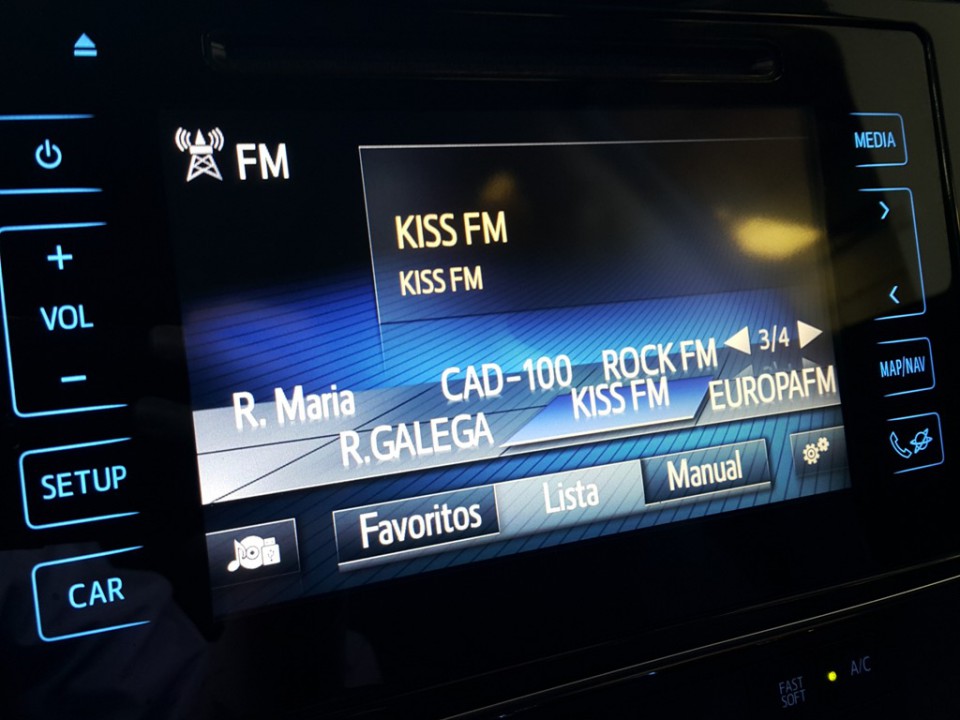 FM
MEDIA
KISS FM
KISS FM
+
VOL
-
3/4
R. Maria
CAD-100
ROCK FM
R.GALEGA
KISS FM
EUROPAFM
MAP/NAV
SETUP
Favoritos
Lista
Manual
CAR
FAST
SOFT
A/C